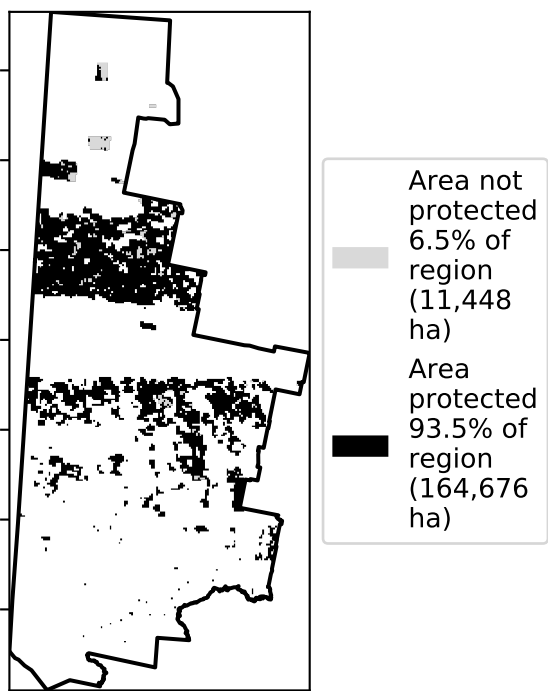 Area not
protected
6.5% of
region
(11,448
ha)
Area
protected
93.5% of
region
(164,676
ha)